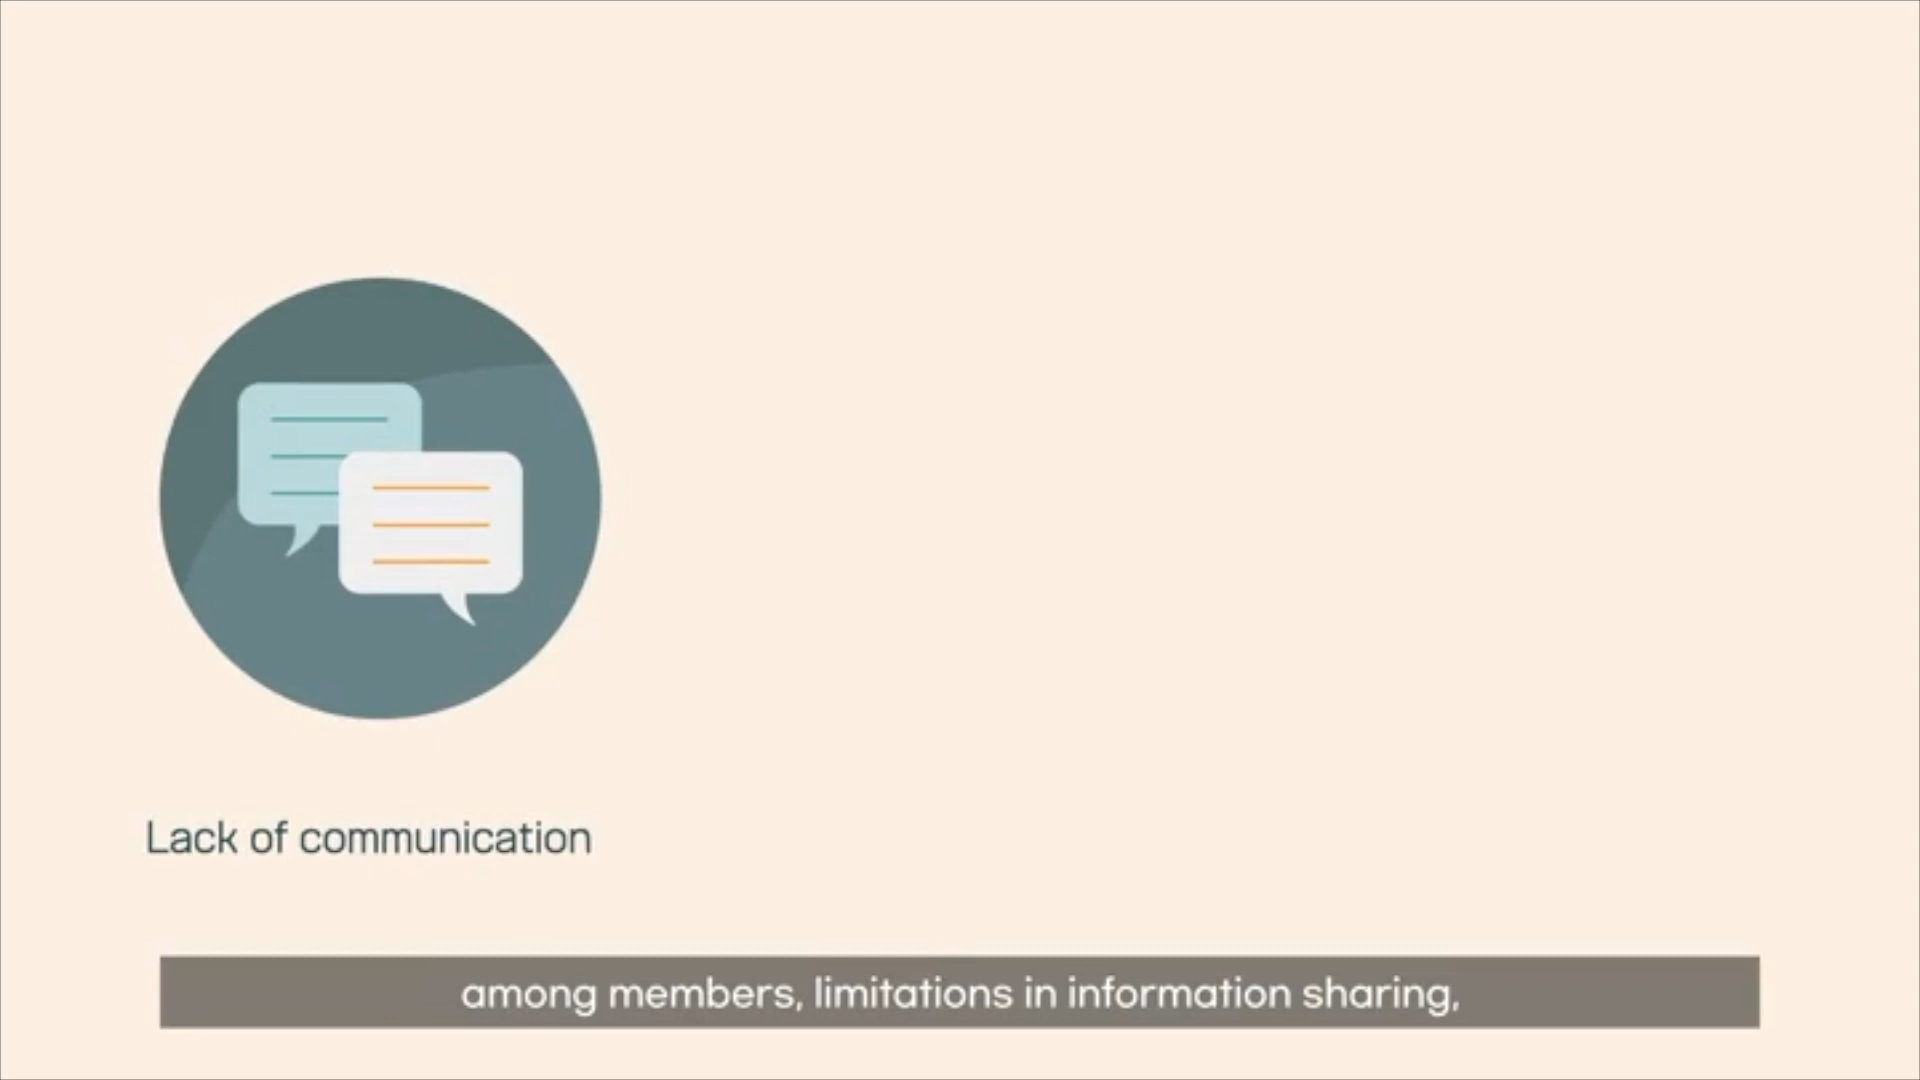 Lack of communication
among members, limitations in information sharing,